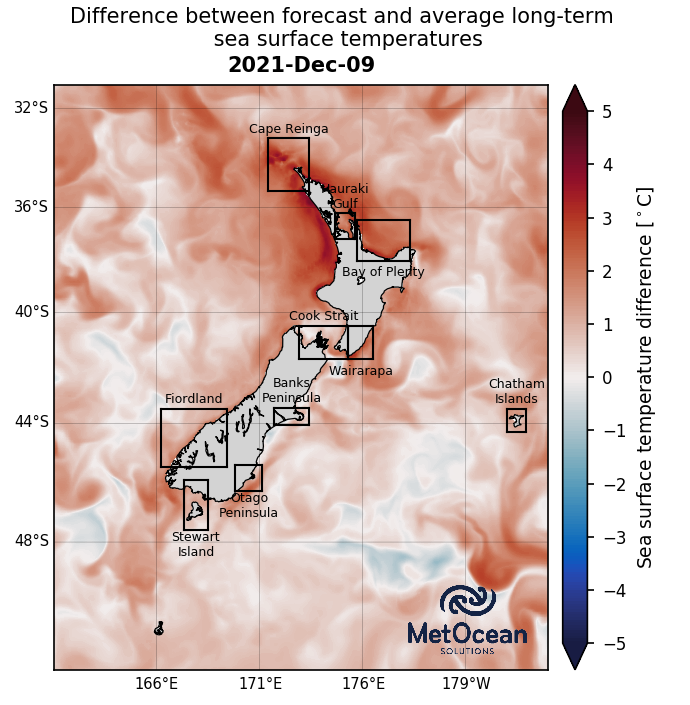 Difference between forecast and average long-term
sea surface temperatures
2021-Dec-09
32°S
36°S
40°S
44°S
48°S
Cape Reinga
Hauraki
Gulf
Bay of Plenty
Cook Strait
Wairarapa
Banks
Peninsula
Fiordland
Chatham
Islands
Otago
Peninsula
Stewart
Island
MetOcean
SOLUTIONS
166°E
171°E
176°E
179°W
5
4
3
2
1
0
−1
−2
−3
−4
−5
Sea surface temperature difference [°C]